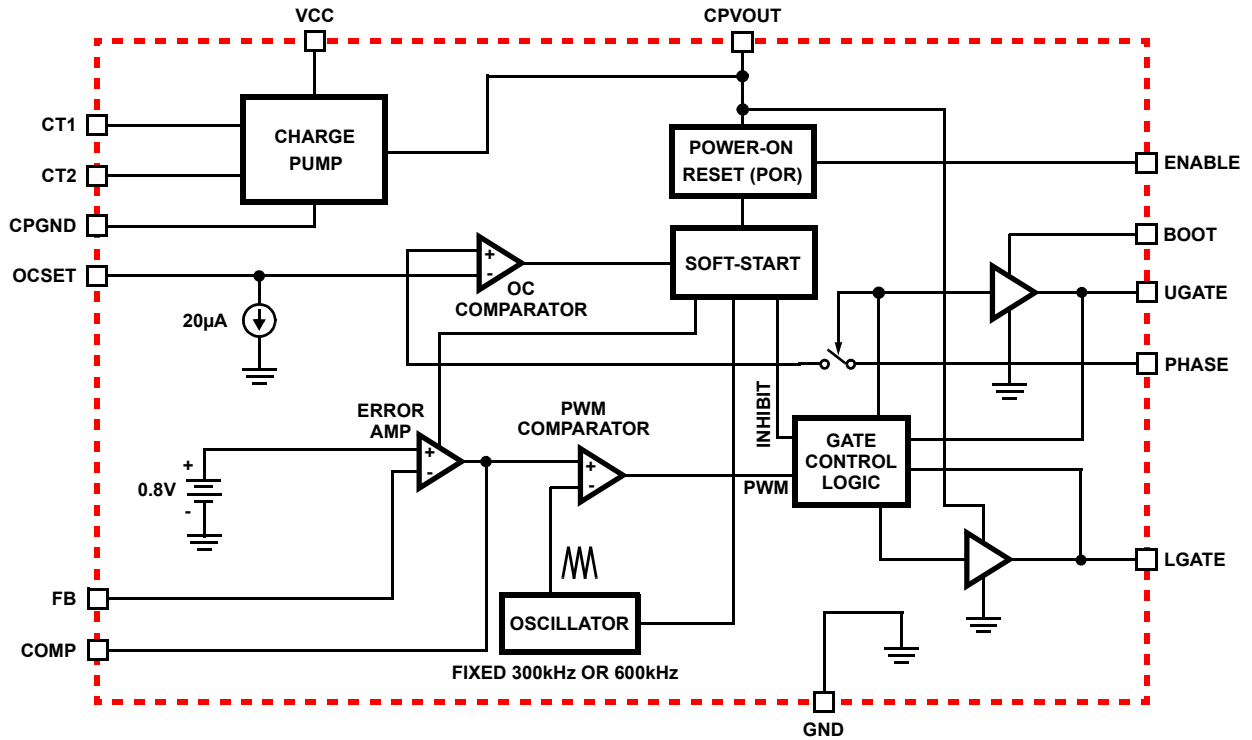 VCC
CPVOUT
CT1
CHARGE
PUMP
CT2
CPGND
POWER-ON
RESET (POR)
ENABLE
OCSET
+
-
OC
COMPARATOR
SOFT-START
BOOT
UGATE
20µA
PHASE
INHIBIT
ERROR
AMP
PWM
COMPARATOR
+
-
+
-
+
0.8V
-
PWM
GATE
CONTROL
LOGIC
LGATE
FB
OSCILLATOR
COMP
FIXED 300kHz OR 600kHz
GND